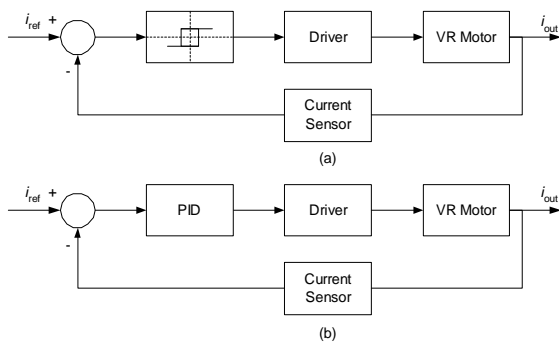 i_ref + i_out
Driver VR Motor
-
Current
Sensor
(a)
i_ref + i_out
PID Driver VR Motor
-
Current
Sensor
(b)